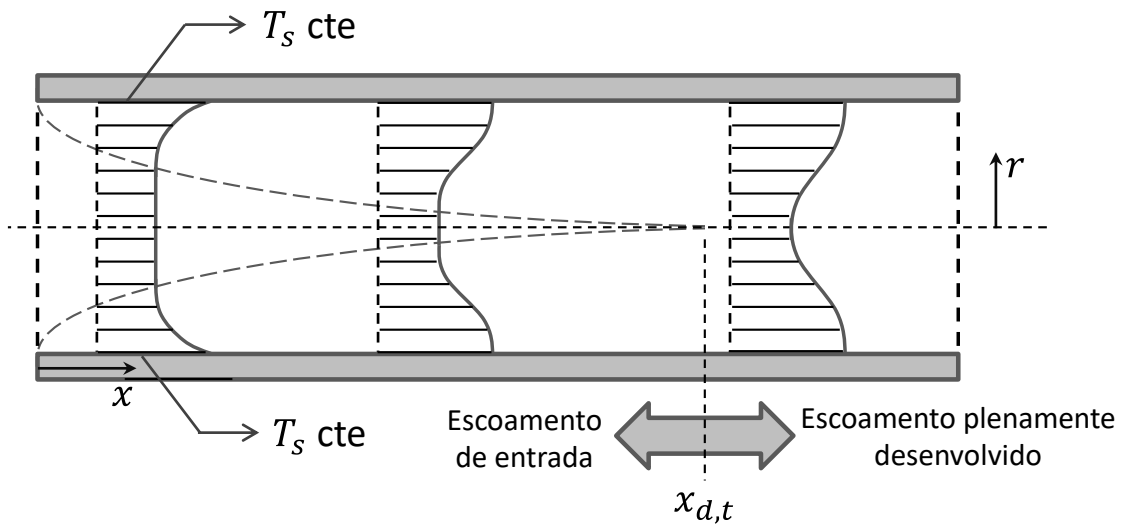 T_s cte
r
x
T_s cte
Escoamento
de entrada
Escoamento plenamente
desenvolvido
x_{d,t}